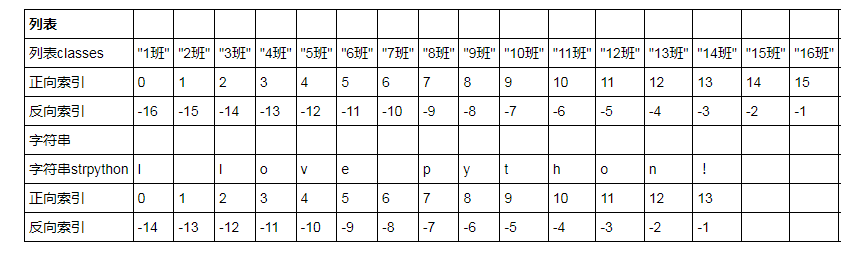 列表
列表classes "1班" "2班" "3班" "4班" "5班" "6班" "7班" "8班" "9班" "10班" "11班" "12班" "13班" "14班" "15班" "16班"
正向索引 0 1 2 3 4 5 6 7 8 9 10 11 12 13 14 15
反向索引 -16 -15 -14 -13 -12 -11 -10 -9 -8 -7 -6 -5 -4 -3 -2 -1
字符串
字符串strpython I l o v e p y t h o n ！
正向索引 0 1 2 3 4 5 6 7 8 9 10 11 12 13
反向索引 -14 -13 -12 -11 -10 -9 -8 -7 -6 -5 -4 -3 -2 -1